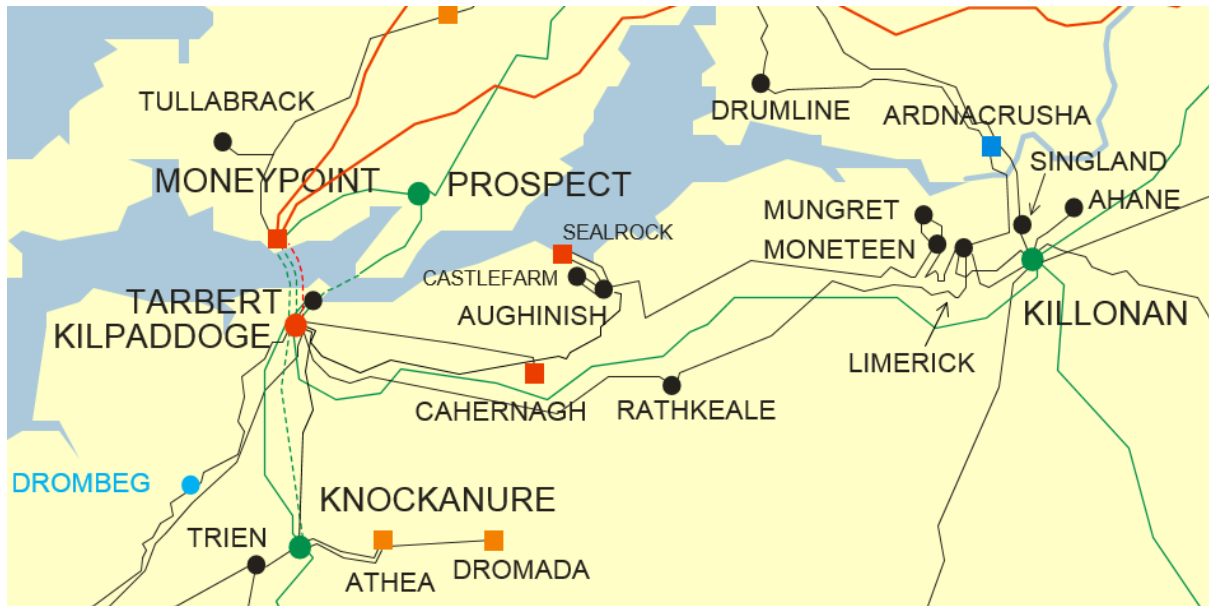 TULLABRACK
DRUMLINE
ARDNACRUSHA
SINGLAND
MONEYPOINT
PROSPECT
AHANE
MUNGRET
SEALROCK
MONETEEN
CASTLEFARM
TARBERT
AUGHINISH
KILLONAN
KILPADDOGE
LIMERICK
CAHERNAGH
RATHKEALE
DROMBEG
KNOCKANURE
TRIEN
ATHEA
DROMADA